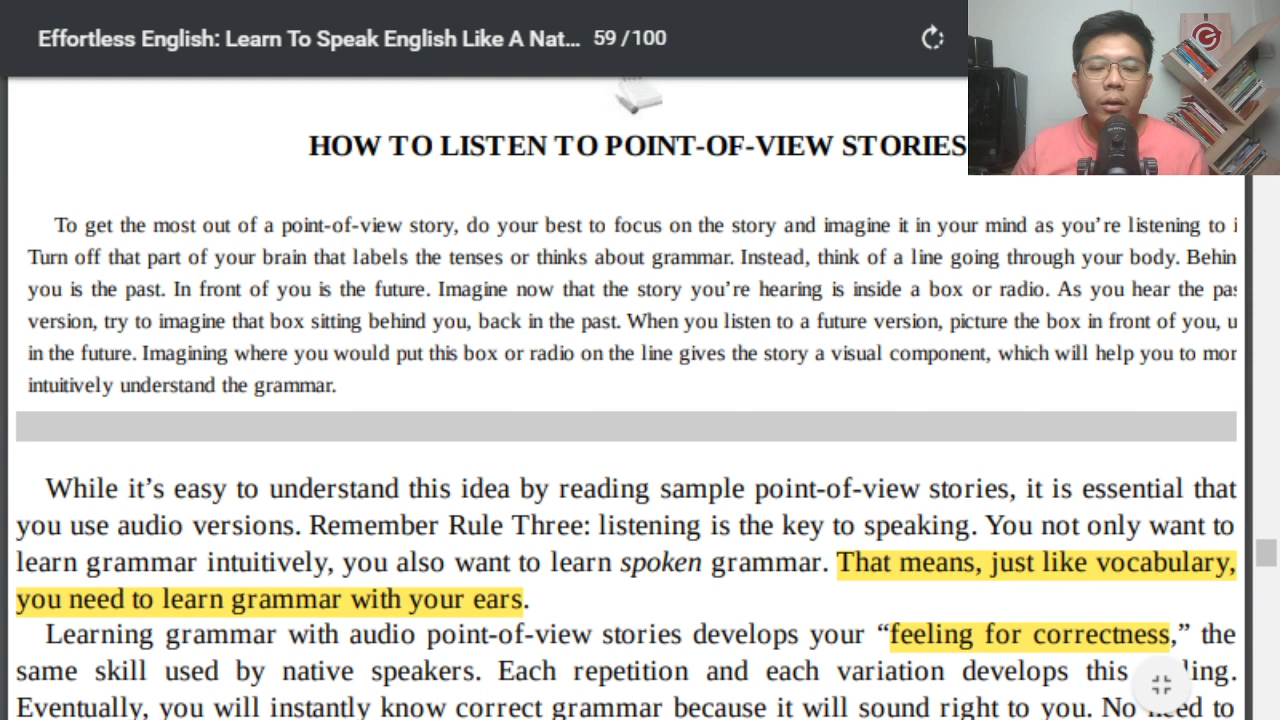 Effortless English: Learn To Speak English Like A Nat... 59 /100
HOW TO LISTEN TO POINT-OF-VIEW STORIES
To get the most out of a point-of-view story, do your best to focus on the story and imagine it in your mind as you’re listening to
Turn off that part of your brain that labels the tenses or thinks about grammar. Instead, think of a line going through your body. Behin
you is the past. In front of you is the future. Imagine now that the story you’re hearing is inside a box or radio. As you hear the pas
version, try to imagine that box sitting behind you, back in the past. When you listen to a future version, picture the box in front of you, u
in the future. Imagining where you would put this box or radio on the line gives the story a visual component, which will help you to mor
intuitively understand the grammar.
While it’s easy to understand this idea by reading sample point-of-view stories, it is essential that
you use audio versions. Remember Rule Three: listening is the key to speaking. You not only want to
learn grammar intuitively, you also want to learn spoken grammar. That means, just like vocabulary,
you need to learn grammar with your ears.
Learning grammar with audio point-of-view stories develops your “feeling for correctness,” the
same skill used by native speakers. Each repetition and each variation develops this ling.
Eventually, you will instantly know correct grammar because it will sound right to you. No need to